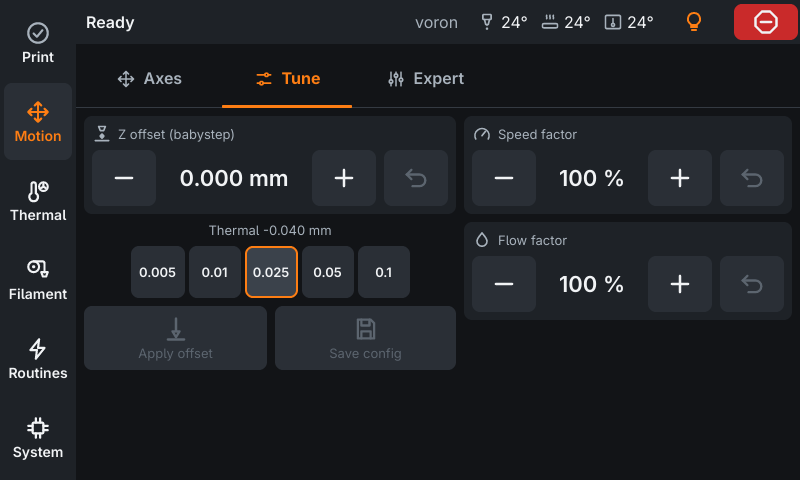 Ready
voron 24° 24° 24°
Print
Motion
Thermal
Filament
Routines
System
Axes Tune Expert
Z offset (babystep)
0.000 mm
Thermal -0.040 mm
0.005 0.01 0.025 0.05 0.1
Apply offset Save config
Speed factor
100 %
Flow factor
100 %